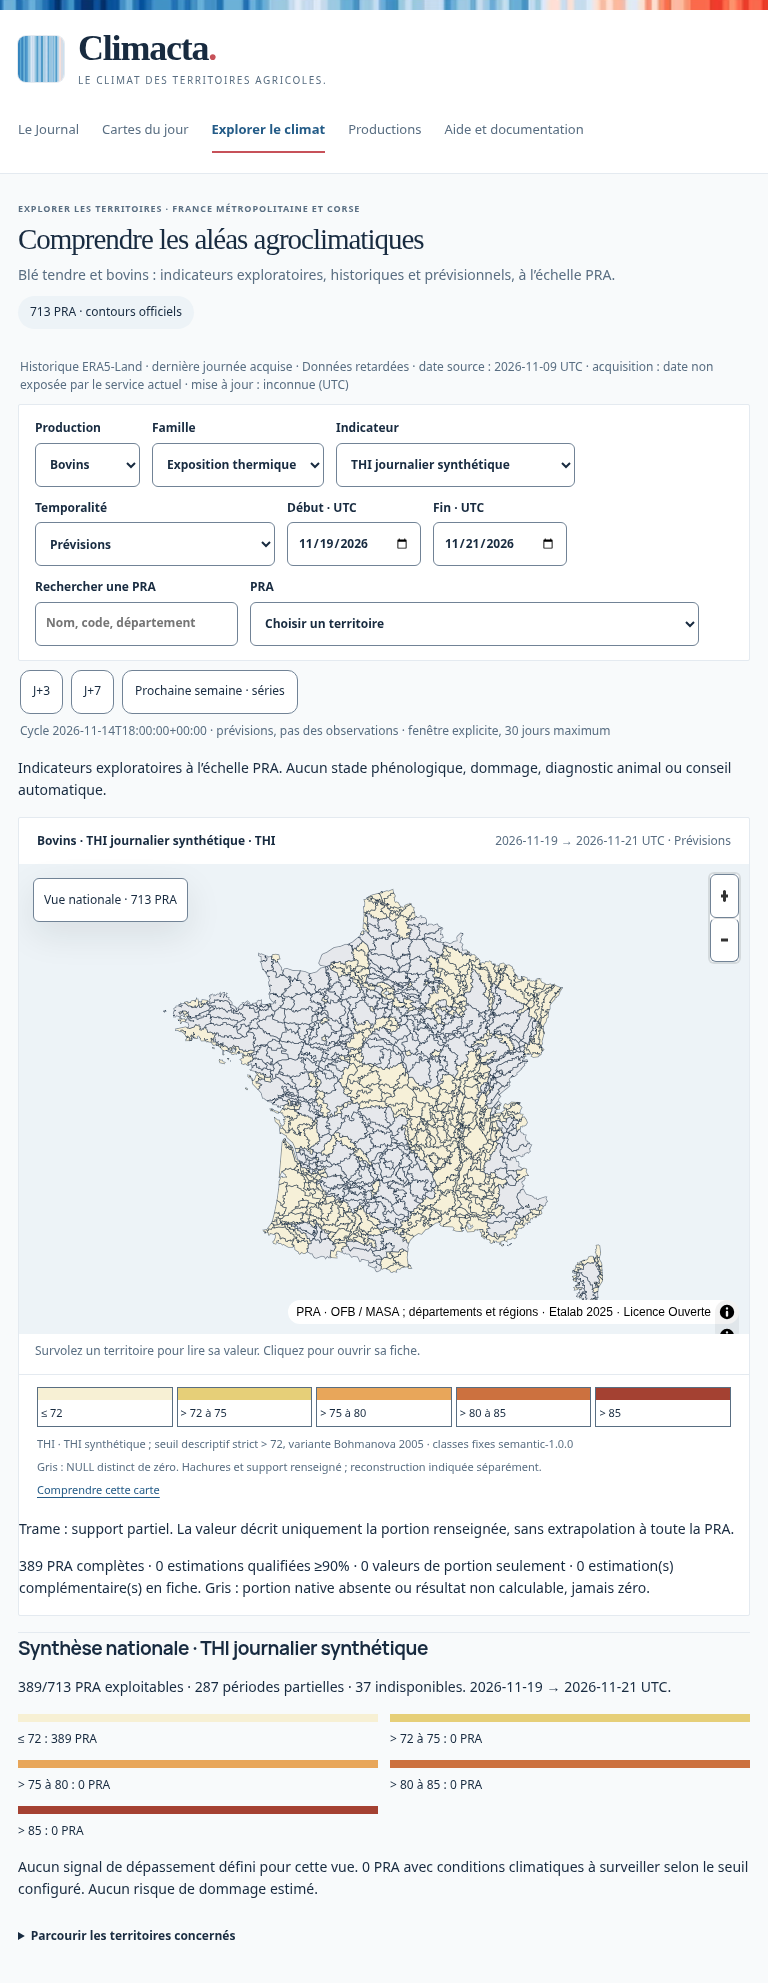 Climacta.
LE CLIMAT DES TERRITOIRES AGRICOLES.
Le Journal
Cartes du jour
Explorer le climat
Productions
Aide et documentation
EXPLORER LES TERRITOIRES · FRANCE MÉTROPOLITAINE ET CORSE
Comprendre les aléas agroclimatiques
Blé tendre et bovins : indicateurs exploratoires, historiques et prévisionnels, à l’échelle PRA.
713 PRA · contours officiels
Historique ERA5-Land · dernière journée acquise · Données retardées · date source : 2026-11-09 UTC · acquisition : date non
exposée par le service actuel · mise à jour : inconnue (UTC)
Production
Famille
Indicateur
Bovins
Exposition thermique
THI journalier synthétique
Temporalité
Début · UTC
Fin · UTC
Prévisions
11/19/2026
11/21/2026
Rechercher une PRA
PRA
Nom, code, département
Choisir un territoire
J+3
J+7
Prochaine semaine · séries
Cycle 2026-11-14T18:00:00+00:00 · prévisions, pas des observations · fenêtre explicite, 30 jours maximum
Indicateurs exploratoires à l’échelle PRA. Aucun stade phénologique, dommage, diagnostic animal ou conseil
automatique.
Bovins · THI journalier synthétique · THI
2026-11-19 → 2026-11-21 UTC · Prévisions
Vue nationale · 713 PRA
+
−
PRA · OFB / MASA ; départements et régions · Etalab 2025 · Licence Ouverte
Survolez un territoire pour lire sa valeur. Cliquez pour ouvrir sa fiche.
≤ 72
> 72 à 75
> 75 à 80
> 80 à 85
> 85
THI · THI synthétique ; seuil descriptif strict > 72, variante Bohmanova 2005 · classes fixes semantic-1.0.0
Gris : NULL distinct de zéro. Hachures et support renseigné ; reconstruction indiquée séparément.
Comprendre cette carte
Trame : support partiel. La valeur décrit uniquement la portion renseignée, sans extrapolation à toute la PRA.
389 PRA complètes · 0 estimations qualifiées ≥90% · 0 valeurs de portion seulement · 0 estimation(s)
complémentaire(s) en fiche. Gris : portion native absente ou résultat non calculable, jamais zéro.
Synthèse nationale · THI journalier synthétique
389/713 PRA exploitables · 287 périodes partielles · 37 indisponibles. 2026-11-19 → 2026-11-21 UTC.
≤ 72 : 389 PRA
> 72 à 75 : 0 PRA
> 75 à 80 : 0 PRA
> 80 à 85 : 0 PRA
> 85 : 0 PRA
Aucun signal de dépassement défini pour cette vue. 0 PRA avec conditions climatiques à surveiller selon le seuil
configuré. Aucun risque de dommage estimé.
Parcourir les territoires concernés